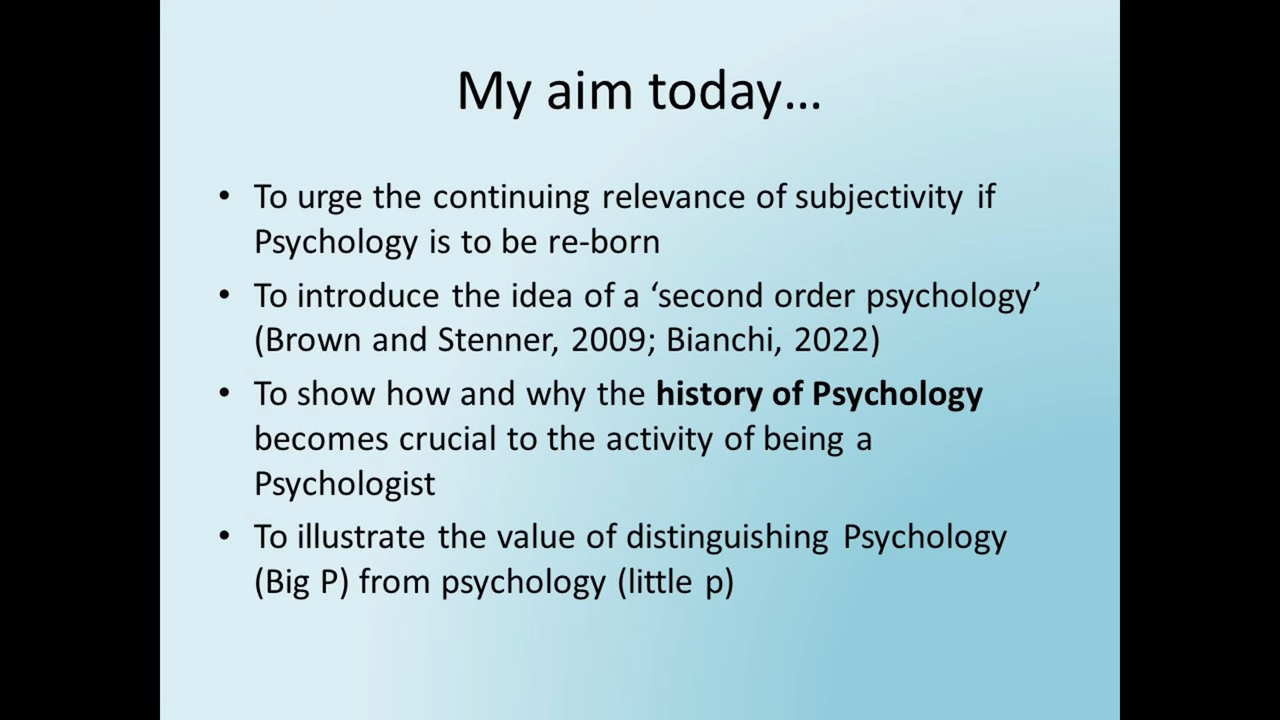 My aim today…
• To urge the continuing relevance of subjectivity if
Psychology is to be re-born
• To introduce the idea of a ‘second order psychology’
(Brown and Stenner, 2009; Bianchi, 2022)
• To show how and why the history of Psychology
becomes crucial to the activity of being a
Psychologist
• To illustrate the value of distinguishing Psychology
(Big P) from psychology (little p)